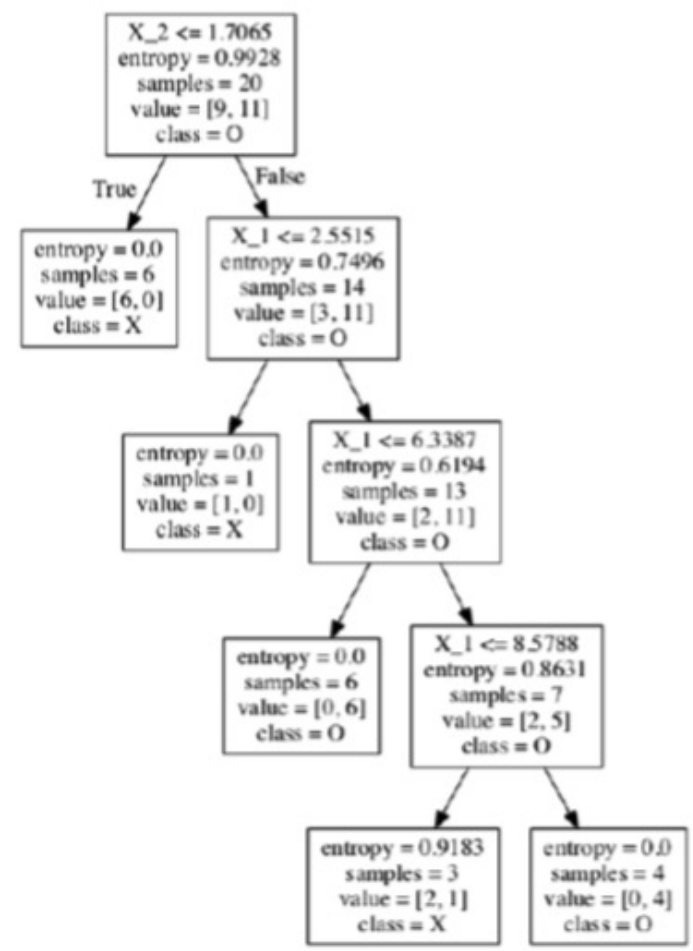 X_2 <= 1.7065
entropy = 0.9928
samples = 20
value = [9, 11]
class = O
True
False
entropy = 0.0
samples = 6
value = [6, 0]
class = X
X_1 <= 2.5515
entropy = 0.7496
samples = 14
value = [3, 11]
class = O
entropy = 0.0
samples = 1
value = [1, 0]
class = X
X_1 <= 6.3387
entropy = 0.6194
samples = 13
value = [2, 11]
class = O
entropy = 0.0
samples = 6
value = [0, 6]
class = O
X_1 <= 8.5788
entropy = 0.8631
samples = 7
value = [2, 5]
class = O
entropy = 0.9183
samples = 3
value = [2, 1]
class = X
entropy = 0.0
samples = 4
value = [0, 4]
class = O